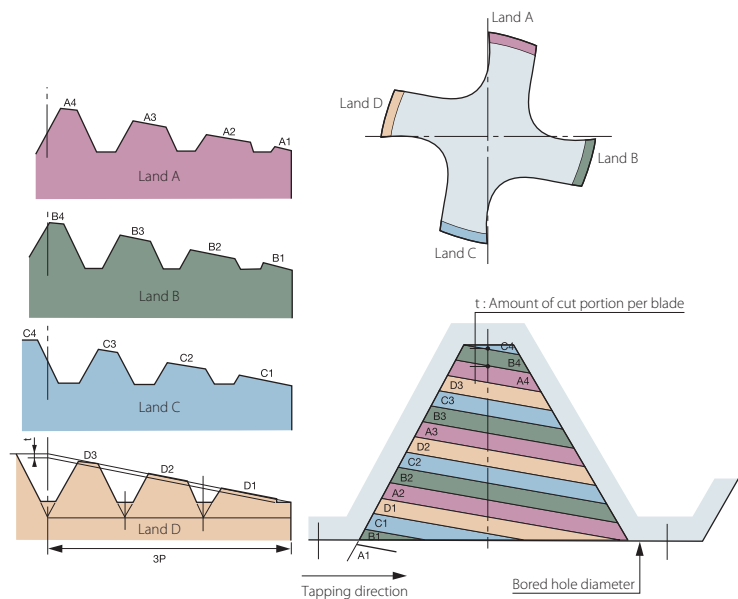 Land A
A4
A3
A2
A1
Land A
Land D
Land B
Land C
B4
B3
B2
B1
Land B
t : Amount of cut portion per blade
C4
C3
C2
C1
Land C
C4
B4
A4
D3
C3
B3
A3
D2
C2
B2
A2
D1
C1
B1
A1
t
D3
D2
D1
Land D
3P
Tapping direction
Bored hole diameter